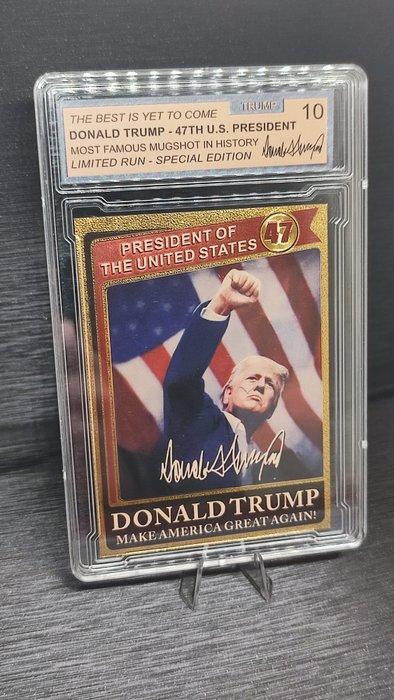 THE BEST IS YET TO COME
TRUMP
10
DONALD TRUMP - 47TH U.S. PRESIDENT
MOST FAMOUS MUGSHOT IN HISTORY
LIMITED RUN - SPECIAL EDITION
PRESIDENT OF
THE UNITED STATES
47
DONALD TRUMP
MAKE AMERICA GREAT AGAIN!